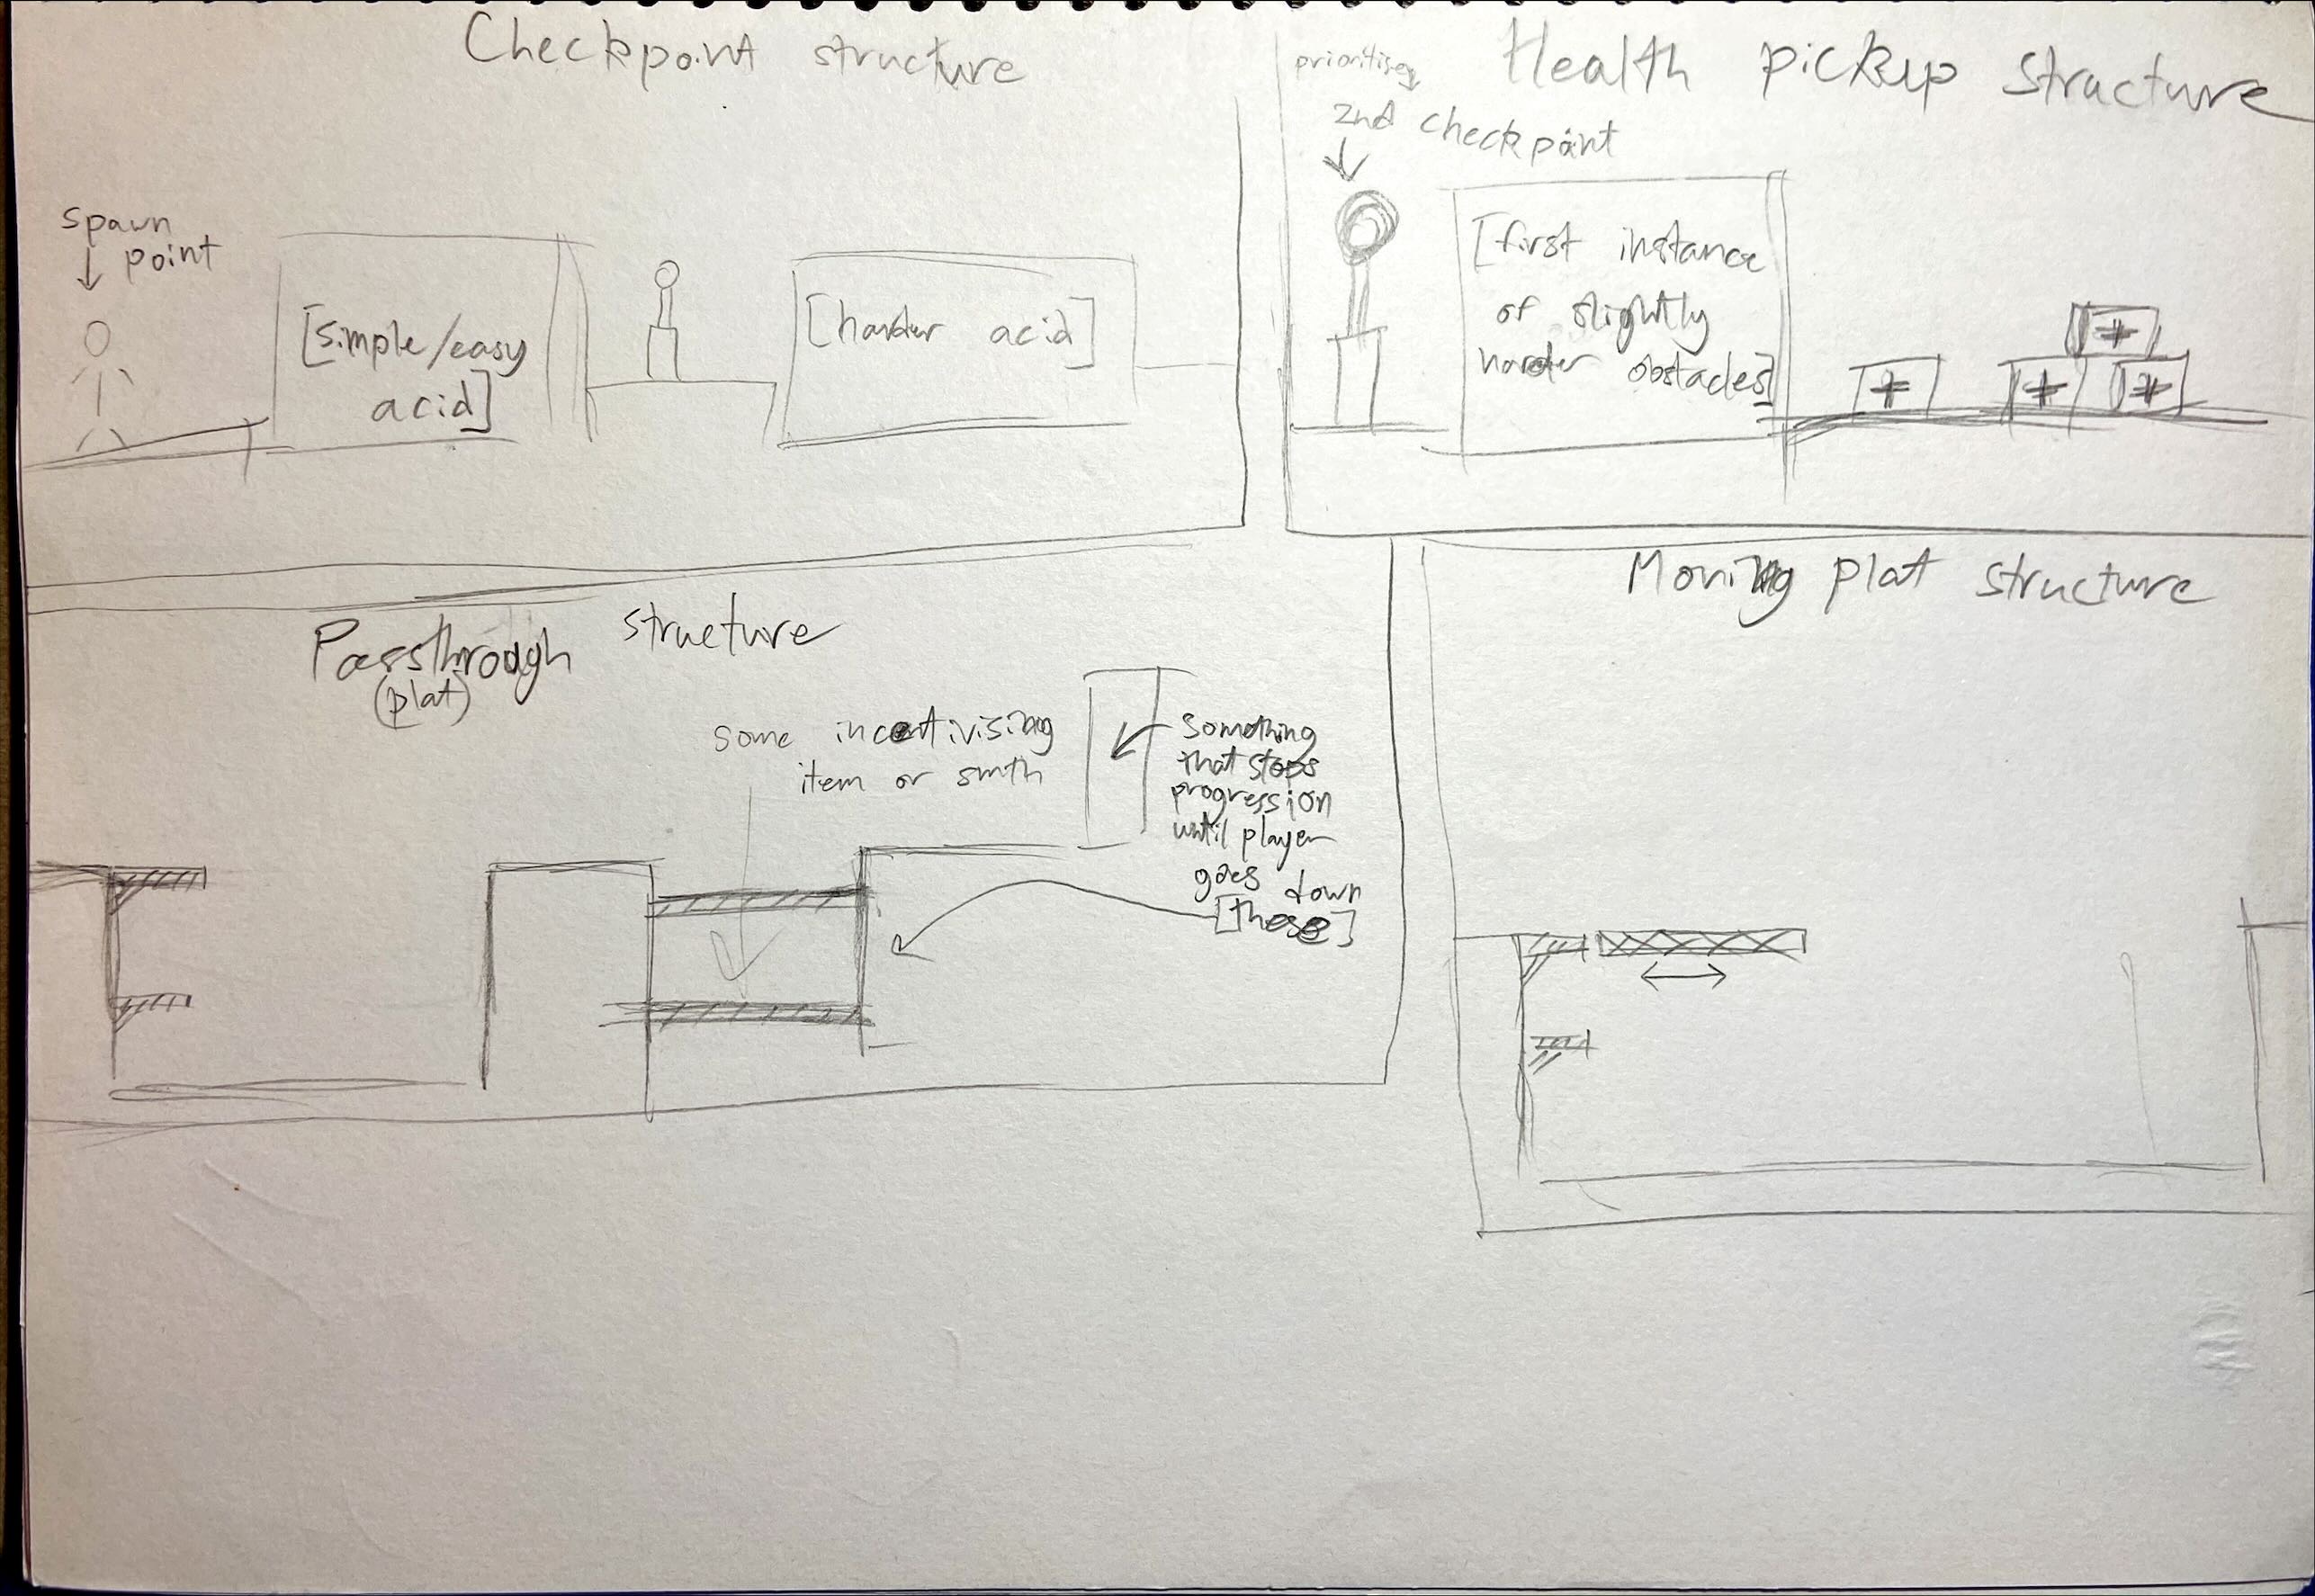 Checkpoint structure
spawn
point
[simple/easy
acid]
[harder acid]
Health pickup structure
prioritises
2nd checkpoint
[first instance
of slightly
harder obstacles]
Passthrough structure
(plat)
some incentivising
item or smth
Something
that stops
progression
until player
goes down
[these]
Moving plat structure